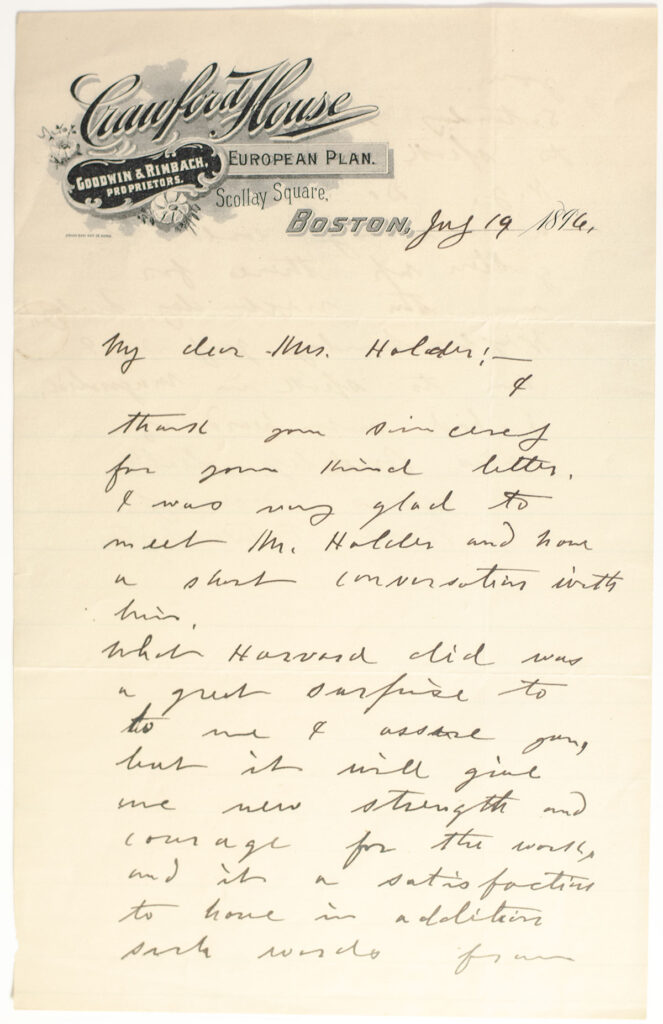 Crawford House
GOODWIN & RIMBACH,
PROPRIETORS.
EUROPEAN PLAN.
Scollay Square,
BOSTON, July 19 1896.
My dear Mrs. Holder:—
I
thank you sincerely
for your kind letter.
I was very glad to
meet Mr. Holder and have
a short conversation with
him.
What Harvard did was
a great surprise to
to me I assure you,
but it will give
me new strength and
courage for the work,
and it a satisfaction
to have in addition
such words from